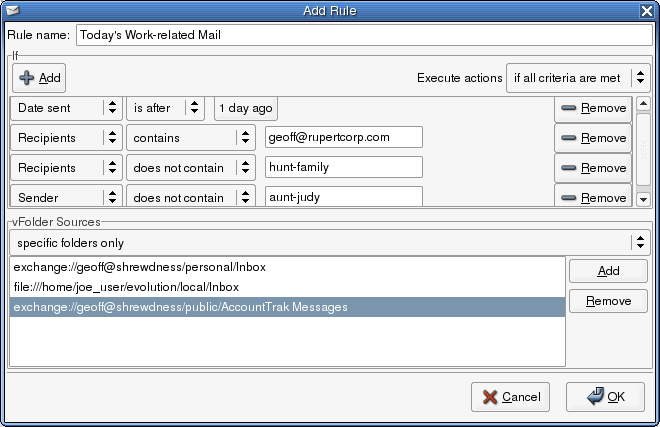 Add Rule
Rule name: Today's Work-related Mail
If
Add Execute actions if all criteria are met
Date sent is after 1 day ago Remove
Recipients contains geoff@rupertcorp.com Remove
Recipients does not contain hunt-family Remove
Sender does not contain aunt-judy Remove
vFolder Sources
specific folders only
exchange://geoff@shrewdness/personal/Inbox Add
file:///home/joe_user/evolution/local/Inbox
exchange://geoff@shrewdness/public/AccountTrak Messages Remove
Cancel OK